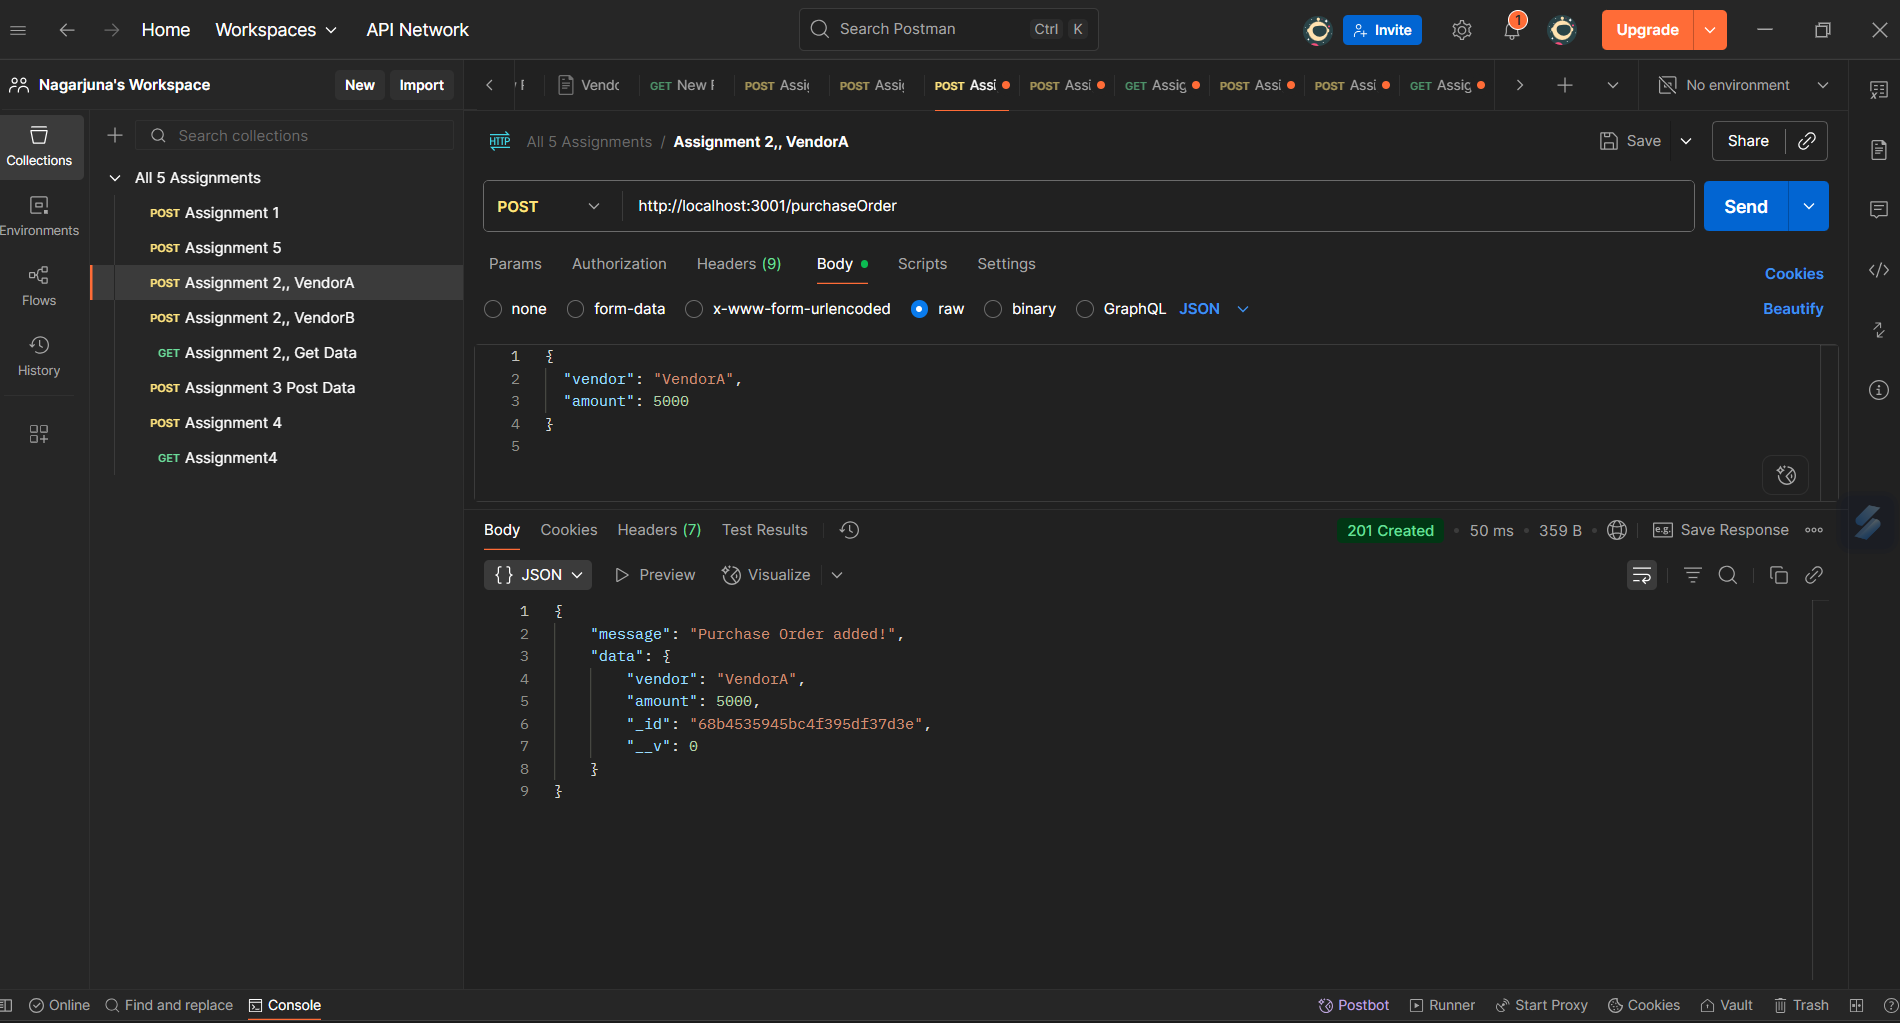 Home Workspaces API Network Search Postman Ctrl K Invite 1 Upgrade
Nagarjuna's Workspace New Import
Vendc GET New F POST Assig POST Assig POST Assi POST Assi GET Assig POST Assi POST Assi GET Assig No environment
Collections
Environments
Flows
History
Search collections
All 5 Assignments
POST Assignment 1
POST Assignment 5
POST Assignment 2,, VendorA
POST Assignment 2,, VendorB
GET Assignment 2,, Get Data
POST Assignment 3 Post Data
POST Assignment 4
GET Assignment4
HTTP All 5 Assignments / Assignment 2,, VendorA Save Share
POST http://localhost:3001/purchaseOrder Send
Params Authorization Headers (9) Body Scripts Settings Cookies
none form-data x-www-form-urlencoded raw binary GraphQL JSON Beautify
1 {
2 "vendor": "VendorA",
3 "amount": 5000
4 }
5
Body Cookies Headers (7) Test Results 201 Created 50 ms 359 B e.g. Save Response
{} JSON Preview Visualize
1 {
2 "message": "Purchase Order added!",
3 "data": {
4 "vendor": "VendorA",
5 "amount": 5000,
6 "_id": "68b4535945bc4f395df37d3e",
7 "__v": 0
8 }
9 }
Online Find and replace Console Postbot Runner Start Proxy Cookies Vault Trash